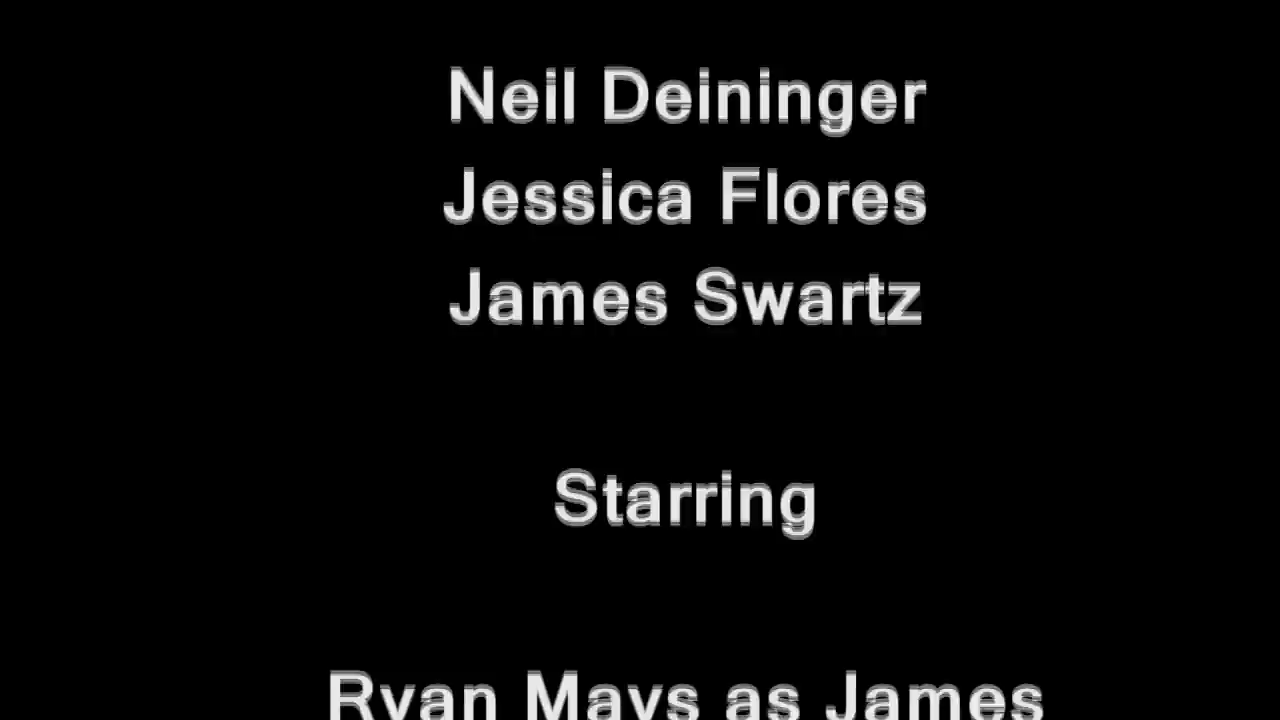 Neil Deininger
Jessica Flores
James Swartz
Starring
Ryan Mays as James